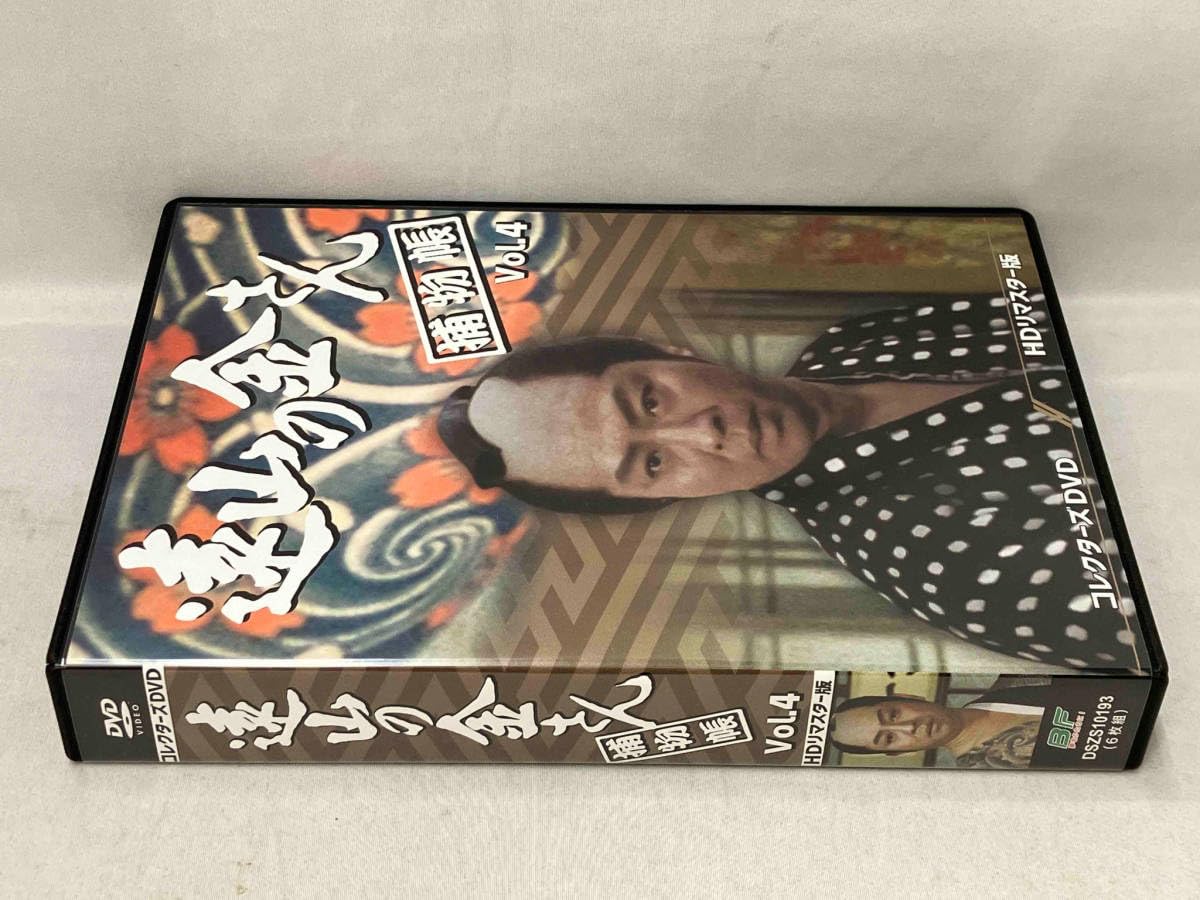 遠山の金さん
捕物帳
Vol.4
コレクターズDVD
HDリマスター版
DVD
VIDEO
コレクターズDVD
遠山の金さん
捕物帳
Vol.4
HDリマスター版
BF
DSZS10193
(6枚組)